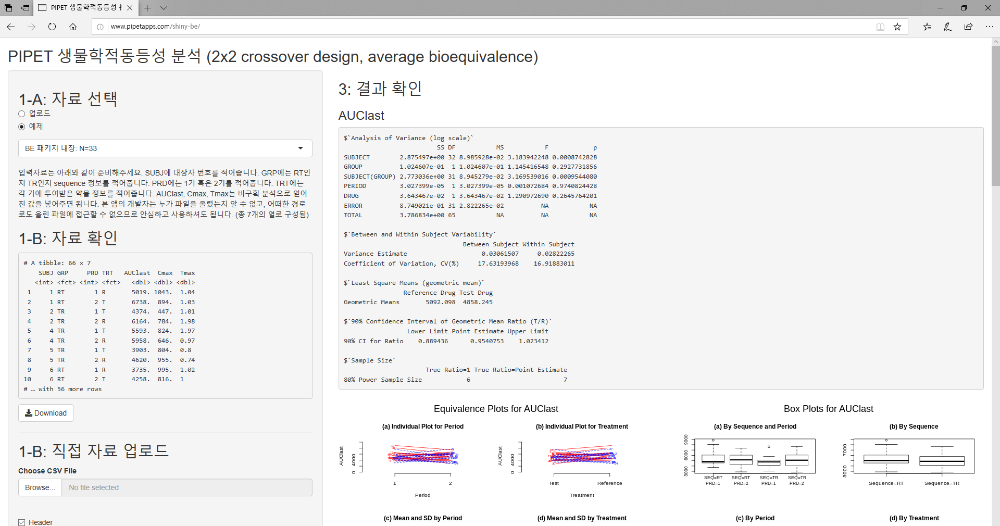 PIPET 생물학적동등성 분
www.pipetapps.com/shiny-be/
PIPET 생물학적동등성 분석 (2x2 crossover design, average bioequivalence)
1-A: 자료 선택
업로드
예제
BE 패키지 내장: N=33
입력자료는 아래와 같이 준비해주세요. SUBJ에 대상자 번호를 적어줍니다. GRP에는 RT인
지 TR인지 sequence 정보를 적어줍니다. PRD에는 1기 혹은 2기를 적어줍니다. TRT에는
각 기에 투여받은 약물 정보를 적어줍니다. AUClast, Cmax, Tmax는 비구획 분석으로 얻어
진 값을 넣어주면 됩니다. 본 앱의 개발자는 누가 파일을 올렸는지 알 수 없고, 어떠한 경로
로도 올린 파일에 접근할 수 없으므로 안심하고 사용하셔도 됩니다. (총 7개의 열로 구성됨)
1-B: 자료 확인
# A tibble: 66 x 7
SUBJ GRP PRD TRT AUClast Cmax Tmax
<int> <fct> <int> <fct> <dbl> <dbl> <dbl>
1 1 RT 1 R 5019. 1043. 1.04
2 1 RT 2 T 6738. 894. 1.03
3 2 TR 1 T 4374. 447. 1.01
4 2 TR 2 R 6164. 784. 1.98
5 4 TR 1 T 5593. 824. 1.97
6 4 TR 2 R 5958. 646. 0.97
7 5 TR 1 T 3903. 804. 0.8
8 5 TR 2 R 4620. 955. 0.74
9 6 RT 1 R 3735. 995. 1.02
10 6 RT 2 T 4258. 816. 1
# … with 56 more rows
Download
1-B: 직접 자료 업로드
Choose CSV File
Browse... No file selected
Header
3: 결과 확인
AUClast
$`Analysis of Variance (log scale)`
SS DF MS F p
SUBJECT 2.875497e+00 32 8.985928e-02 3.183942248 0.0008742828
GROUP 1.024607e-01 1 1.024607e-01 1.145416548 0.2927731856
SUBJECT(GROUP) 2.773036e+00 31 8.945279e-02 3.169539016 0.0009544080
PERIOD 3.027399e-05 1 3.027399e-05 0.001072684 0.9740824428
DRUG 3.643467e-02 1 3.643467e-02 1.290972690 0.2645764201
ERROR 8.749021e-01 31 2.822265e-02 NA NA
TOTAL 3.786834e+00 65 NA NA NA
$`Between and Within Subject Variability`
Between Subject Within Subject
Variance Estimate 0.03061507 0.02822265
Coefficient of Variation, CV(%) 17.63193968 16.91883011
$`Least Square Means (geometric mean)`
Reference Drug Test Drug
Geometric Means 5092.098 4858.245
$`90% Confidence Interval of Geometric Mean Ratio (T/R)`
Lower Limit Point Estimate Upper Limit
90% CI for Ratio 0.889436 0.9540753 1.023412
$`Sample Size`
True Ratio=1 True Ratio=Point Estimate
80% Power Sample Size 6 7
Equivalence Plots for AUClast
(a) Individual Plot for Period
AUClast
0 4000
1 2
Period
(b) Individual Plot for Treatment
AUClast
0 4000
Test Reference
Treatment
(c) Mean and SD by Period
(d) Mean and SD by Treatment
Box Plots for AUClast
(a) By Sequence and Period
3000 6000 9000
SEQ=RT SEQ=RT SEQ=TR SEQ=TR
PRD=1 PRD=2 PRD=1 PRD=2
(b) By Sequence
3000 7000
Sequence=RT Sequence=TR
(c) By Period
(d) By Treatment